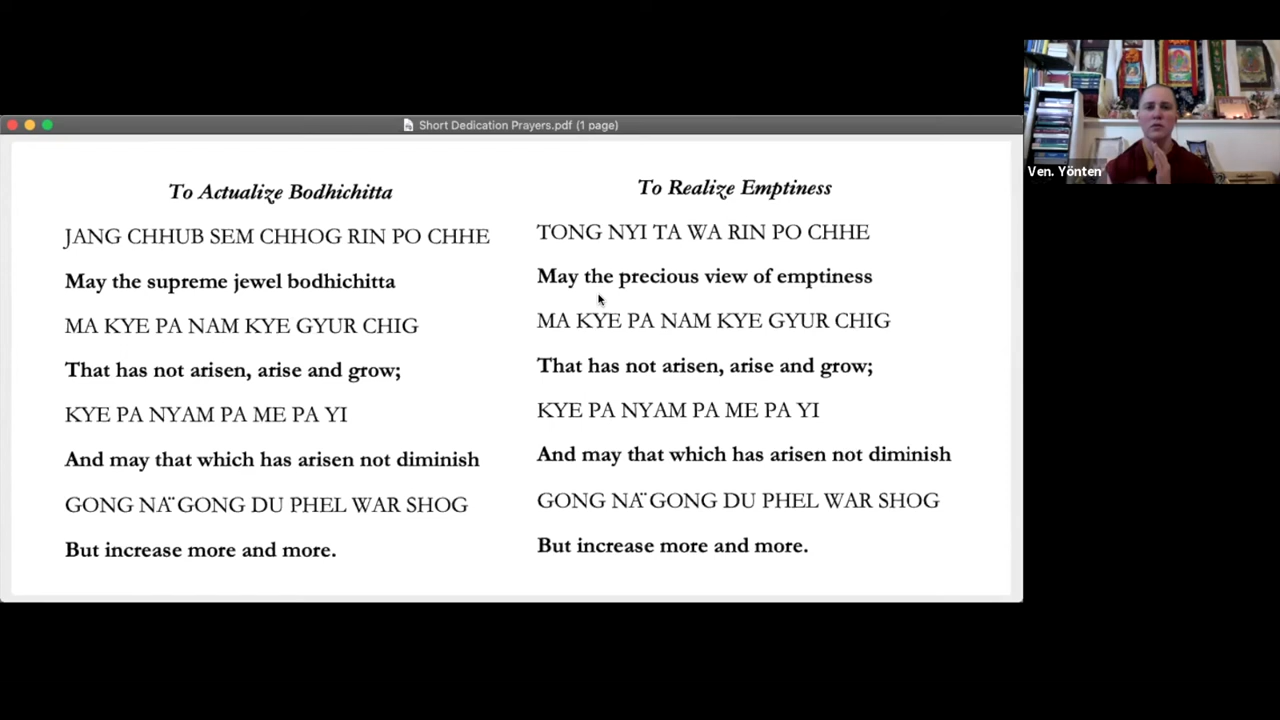 Short Dedication Prayers.pdf (1 page)
To Actualize Bodhichitta
JANG CHHUB SEM CHHOG RIN PO CHHE
May the supreme jewel bodhichitta
MA KYE PA NAM KYE GYUR CHIG
That has not arisen, arise and grow;
KYE PA NYAM PA ME PA YI
And may that which has arisen not diminish
GONG NA¨ GONG DU PHEL WAR SHOG
But increase more and more.
To Realize Emptiness
TONG NYI TA WA RIN PO CHHE
May the precious view of emptiness
MA KYE PA NAM KYE GYUR CHIG
That has not arisen, arise and grow;
KYE PA NYAM PA ME PA YI
And may that which has arisen not diminish
GONG NA¨ GONG DU PHEL WAR SHOG
But increase more and more.
Ven. Yönten